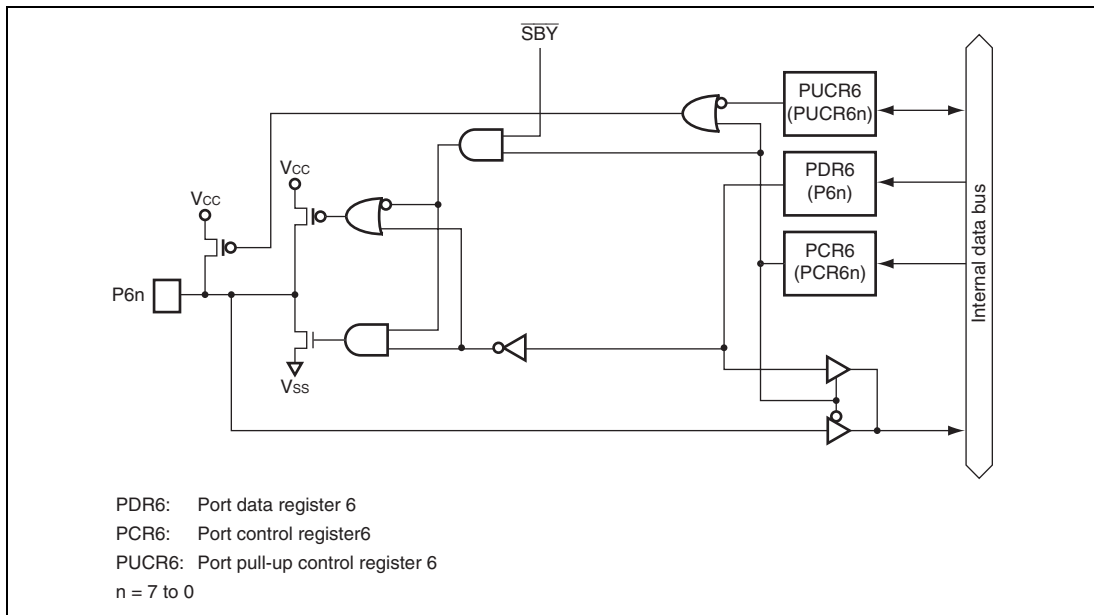 SBY
PUCR6
(PUCR6n)
VCC
VCC
PDR6
(P6n)
PCR6
(PCR6n)
P6n
VSS
Internal data bus
PDR6: Port data register 6
PCR6: Port control register6
PUCR6: Port pull-up control register 6
n = 7 to 0